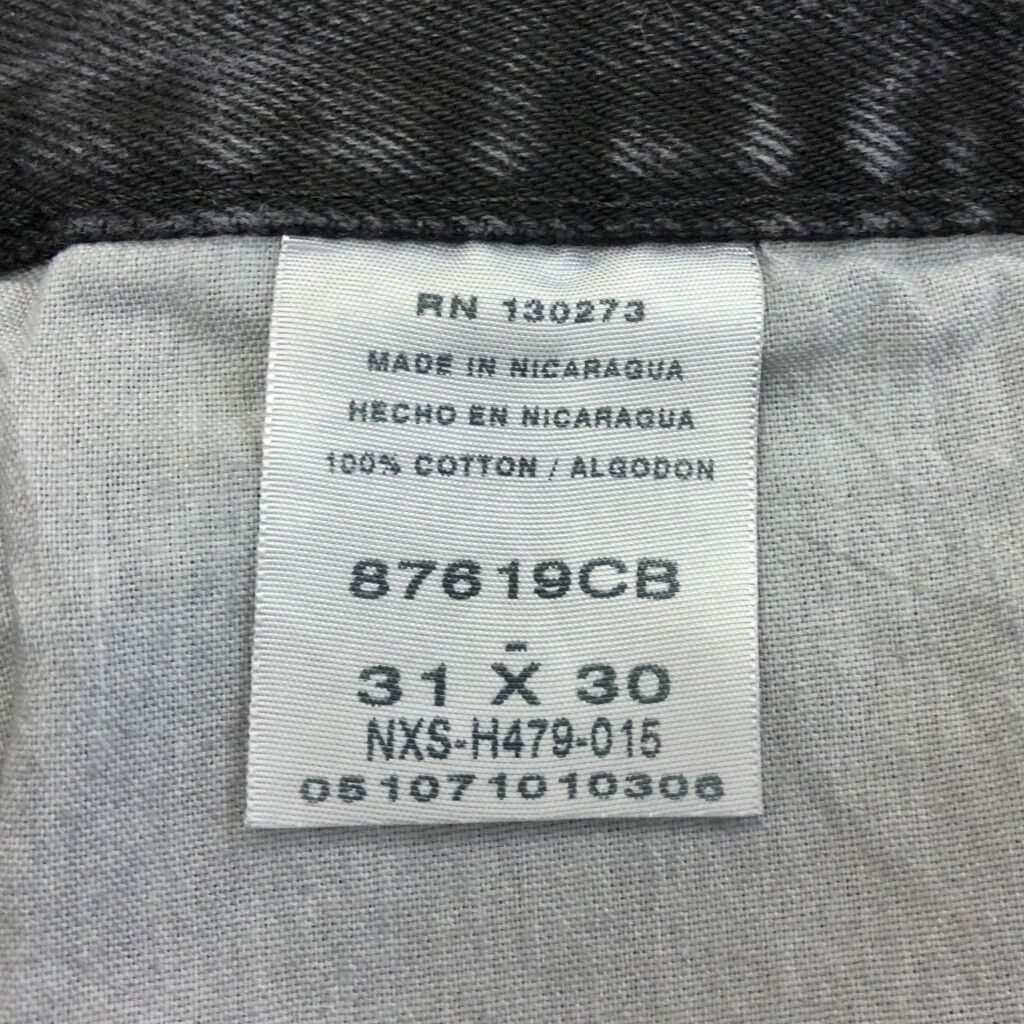 RN 130273
MADE IN NICARAGUA
HECHO EN NICARAGUA
100% COTTON / ALGODON
87619CB
-
31 X 30
NXS-H479-015
051071010306